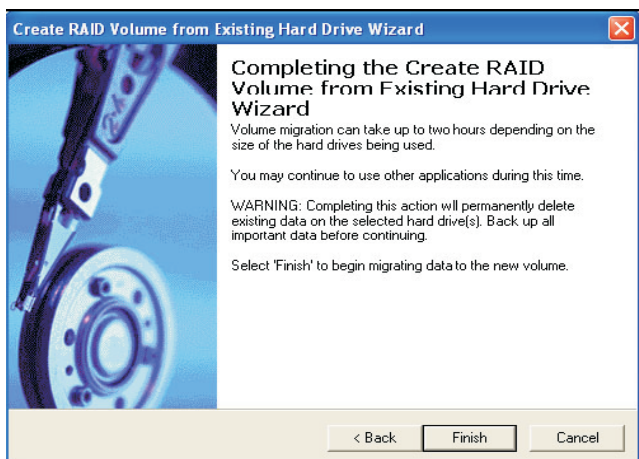 Create RAID Volume from Existing Hard Drive Wizard
Completing the Create RAID
Volume from Existing Hard Drive
Wizard
Volume migration can take up to two hours depending on the
size of the hard drives being used.
You may continue to use other applications during this time.
WARNING: Completing this action will permanently delete
existing data on the selected hard drive(s). Back up all
important data before continuing.
Select 'Finish' to begin migrating data to the new volume.
< Back
Finish
Cancel